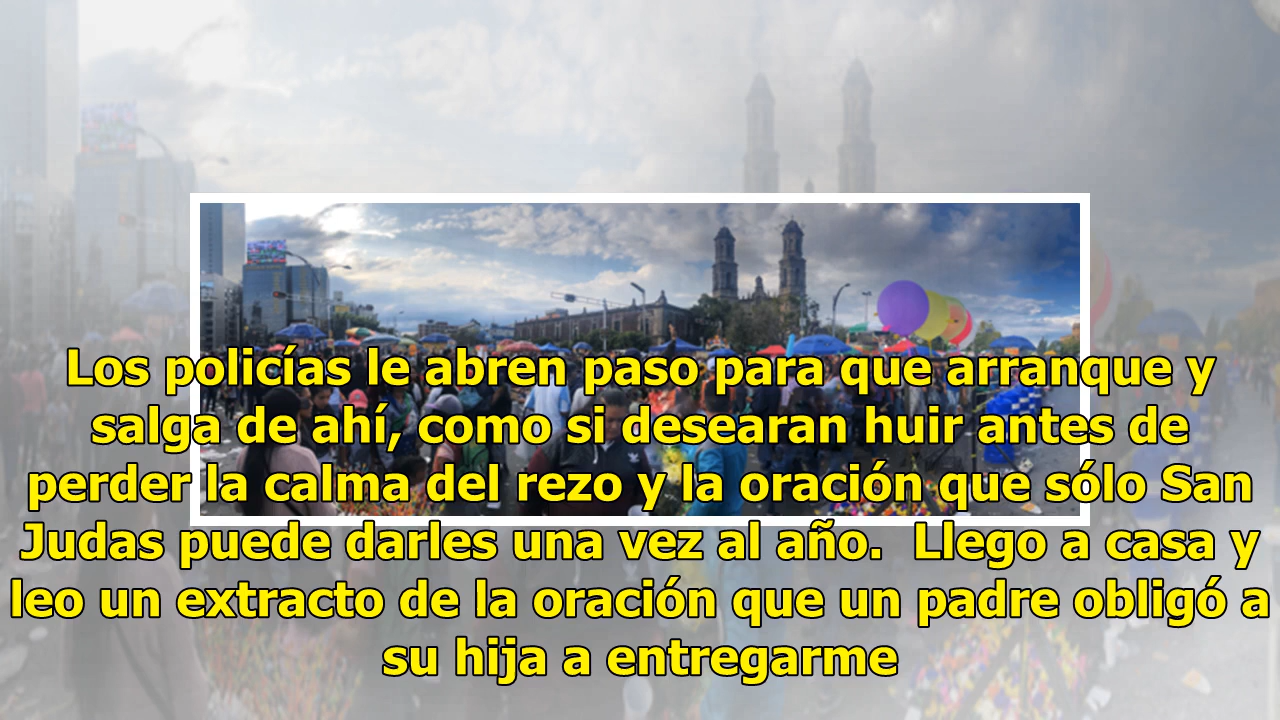 Los policías le abren paso para que arranque y
salga de ahí, como si desearan huir antes de
perder la calma del rezo y la oración que sólo San
Judas puede darles una vez al año.  Llego a casa y
leo un extracto de la oración que un padre obligó a
su hija a entregarme